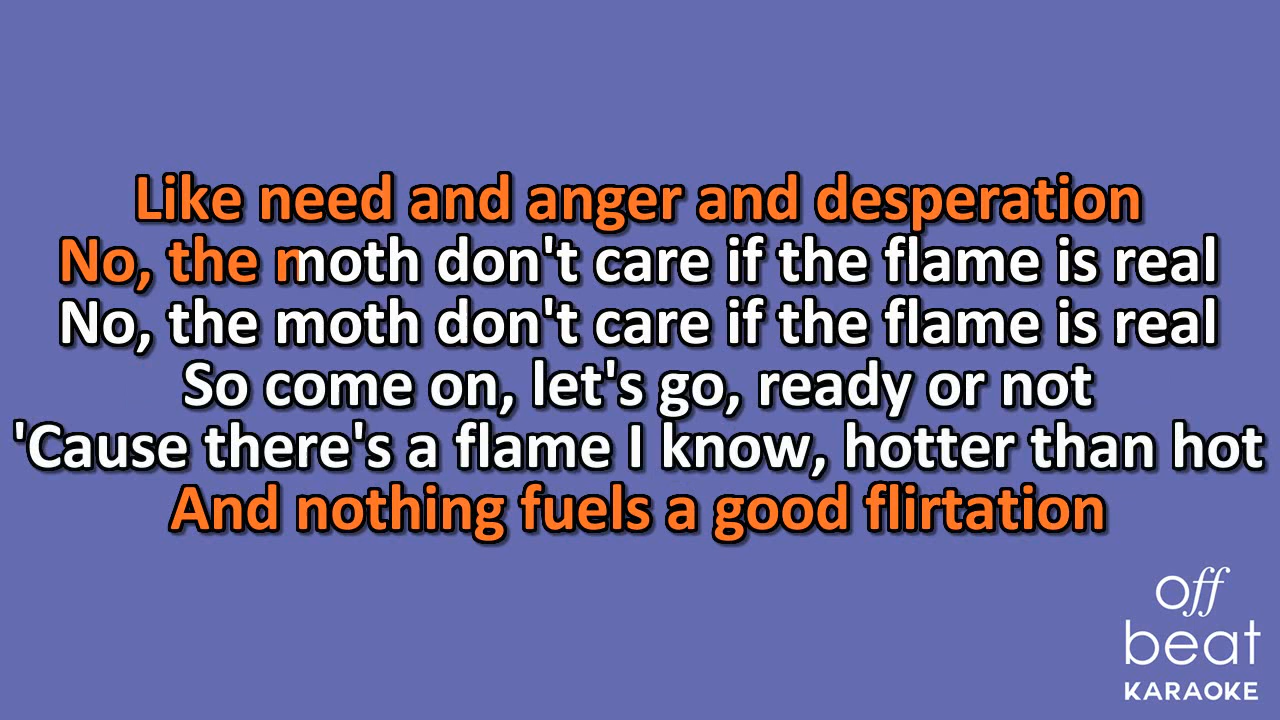 Like need and anger and desperation
No, the moth don't care if the flame is real
No, the moth don't care if the flame is real
So come on, let's go, ready or not
'Cause there's a flame I know, hotter than hot
And nothing fuels a good flirtation
off
beat
KARAOKE